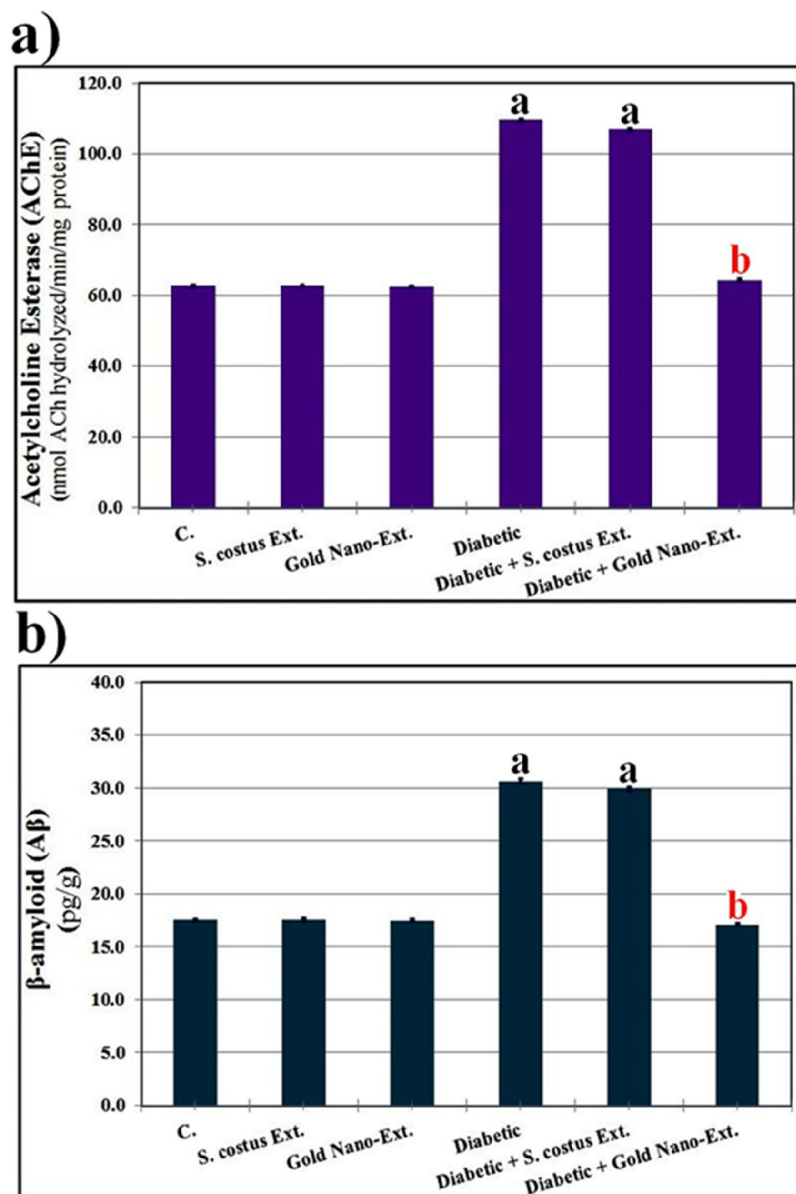 a)
Acetylcholine Esterase (AChE)
(nmol ACh hydrolyzed/min/mg protein)
120.0
100.0
80.0
60.0
40.0
20.0
0.0
a
a
b
C.
S. costus Ext.
Gold Nano-Ext.
Diabetic
Diabetic + S. costus Ext.
Diabetic + Gold Nano-Ext.
b)
β-amyloid (Aβ)
(pg/g)
40.0
35.0
30.0
25.0
20.0
15.0
10.0
5.0
0.0
a
a
b
C.
S. costus Ext.
Gold Nano-Ext.
Diabetic
Diabetic + S. costus Ext.
Diabetic + Gold Nano-Ext.